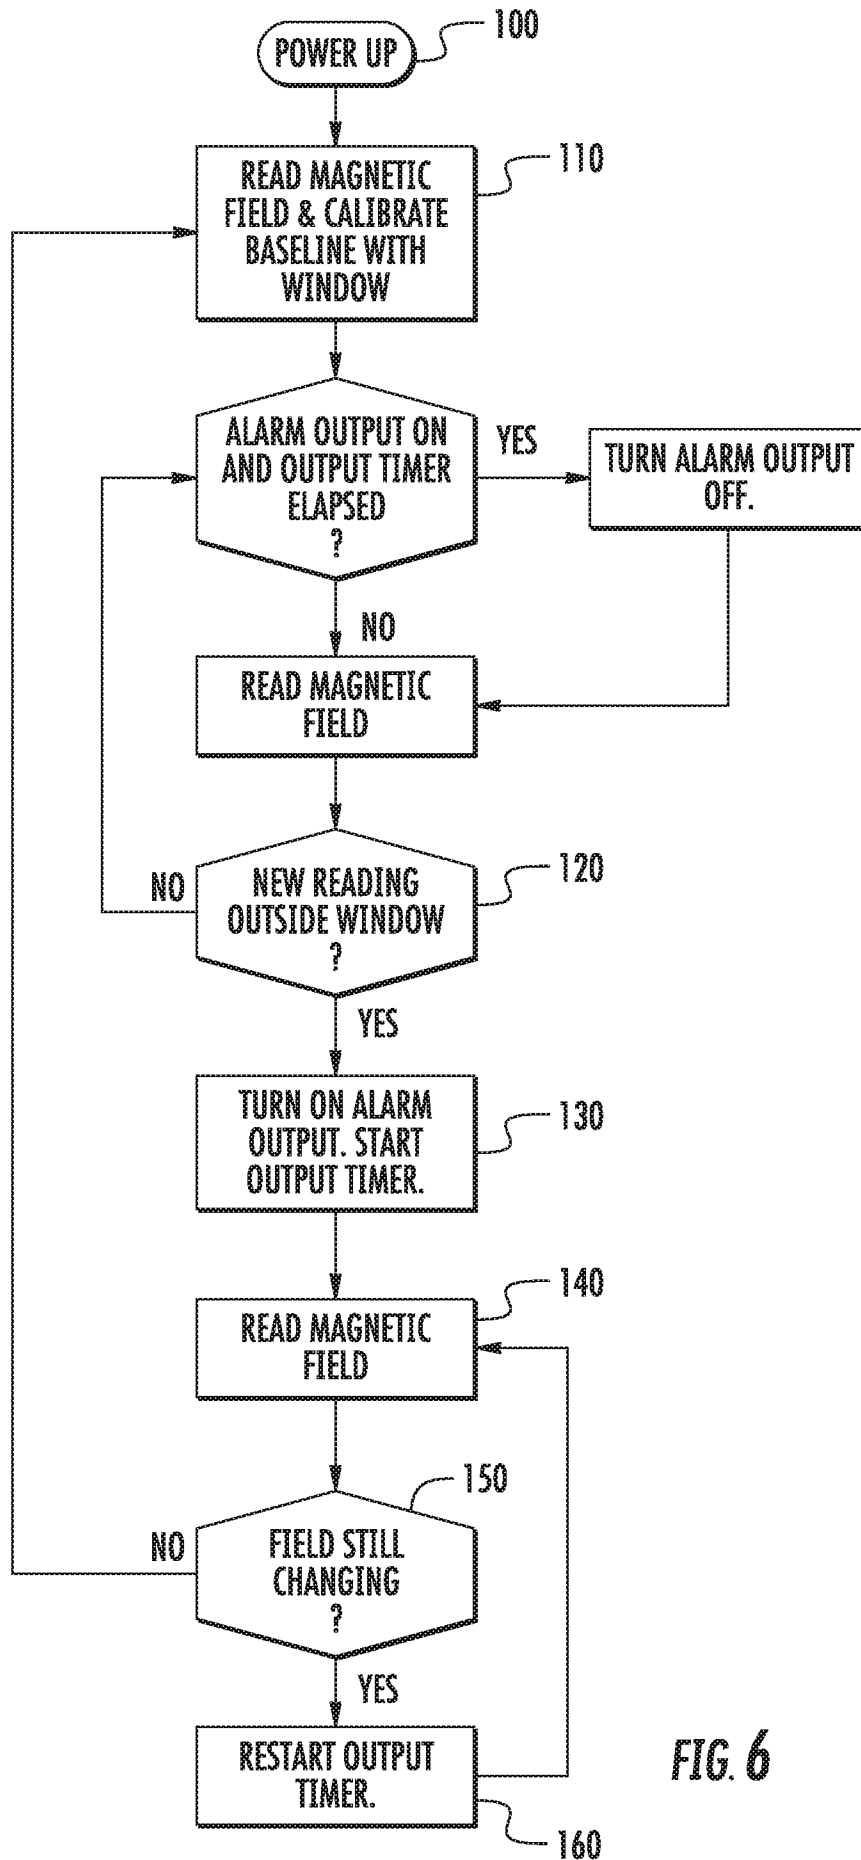 POWER UP
100
READ MAGNETIC
FIELD & CALIBRATE
BASELINE WITH
WINDOW
110
ALARM OUTPUT ON
AND OUTPUT TIMER
ELAPSED
?
YES
TURN ALARM OUTPUT
OFF.
NO
READ MAGNETIC
FIELD
NEW READING
OUTSIDE WINDOW
?
120
NO
YES
TURN ON ALARM
OUTPUT. START
OUTPUT TIMER.
130
READ MAGNETIC
FIELD
140
FIELD STILL
CHANGING
?
150
NO
YES
RESTART OUTPUT
TIMER.
160
FIG. 6